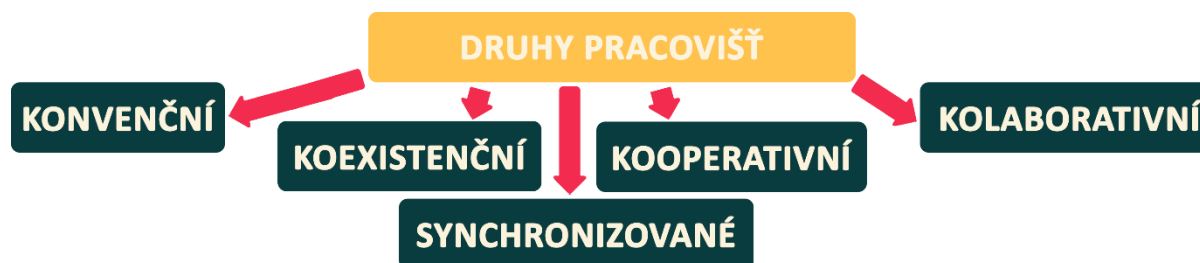 DRUHY PRACOVIŠŤ
KONVENČNÍ
KOEXISTENČNÍ
SYNCHRONIZOVANÉ
KOOPERATIVNÍ
KOLABORATIVNÍ